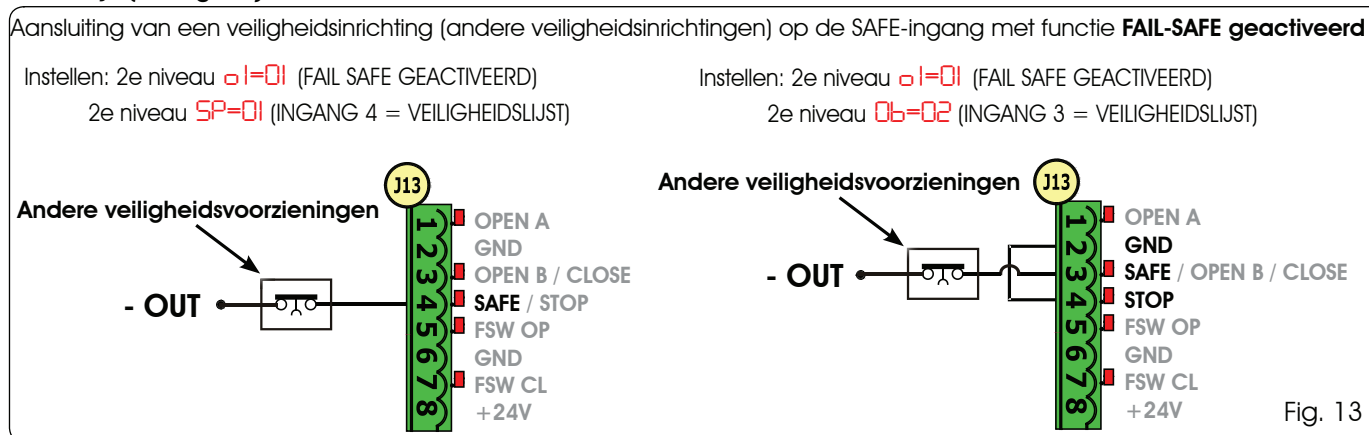 Aansluiting van een veiligheidsinrichting (andere veiligheidsinrichtingen) op de SAFE-ingang met functie FAIL-SAFE geactiveerd
Instellen: 2e niveau o1=01 (FAIL SAFE GEACTIVEERD)
2e niveau SP=01 (INGANG 4 = VEILIGHEIDSLIJST)
J13
Andere veiligheidsvoorzieningen
- OUT
1 OPEN A
2 GND
3 OPEN B / CLOSE
4 SAFE / STOP
5 FSW OP
6 GND
7 FSW CL
8 +24V
Instellen: 2e niveau o1=01 (FAIL SAFE GEACTIVEERD)
2e niveau 0b=02 (INGANG 3 = VEILIGHEIDSLIJST)
Andere veiligheidsvoorzieningen
J13
- OUT
1 OPEN A
2 GND
3 SAFE / OPEN B / CLOSE
4 STOP
5 FSW OP
6 GND
7 FSW CL
8 +24V
Fig. 13